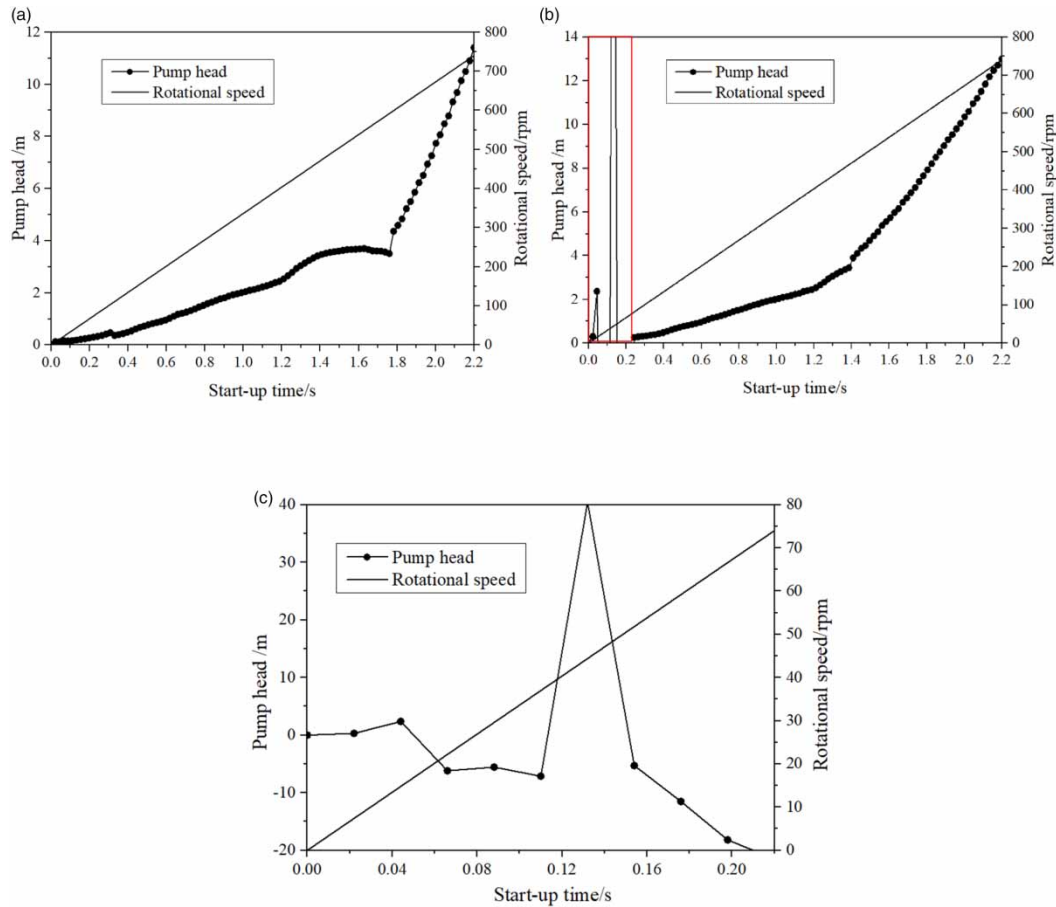 (a)
12
10
8
6
4
2
0
Pump head /m
Pump head
Rotational speed
800
700
600
500
400
300
200
100
0
Rotational speed/rpm
0.0 0.2 0.4 0.6 0.8 1.0 1.2 1.4 1.6 1.8 2.0 2.2
Start-up time/s
(b)
14
13
12
11
10
9
8
7
6
5
4
3
2
1
0
Pump head /m
Pump head
Rotational speed
800
700
600
500
400
300
200
100
0
Rotational speed/rpm
0.0 0.2 0.4 0.6 0.8 1.0 1.2 1.4 1.6 1.8 2.0 2.2
Start-up time/s
(c)
40
30
20
10
0
-10
-20
Pump head /m
Pump head
Rotational speed
80
70
60
50
40
30
20
10
0
Rotational speed/rpm
0.00 0.04 0.08 0.12 0.16 0.20
Start-up time/s